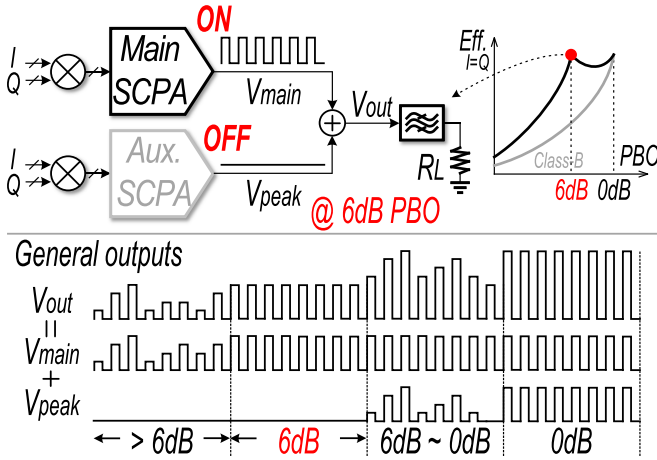 ON
I
Q
Main
SCPA
Vmain
Vout
OFF
I
Q
Aux.
SCPA
Vpeak
RL
@ 6dB PBO
Eff.
I=Q
Class-B
PBO
6dB 0dB
General outputs
Vout
=
Vmain
+
Vpeak
> 6dB
6dB
6dB ~ 0dB
0dB